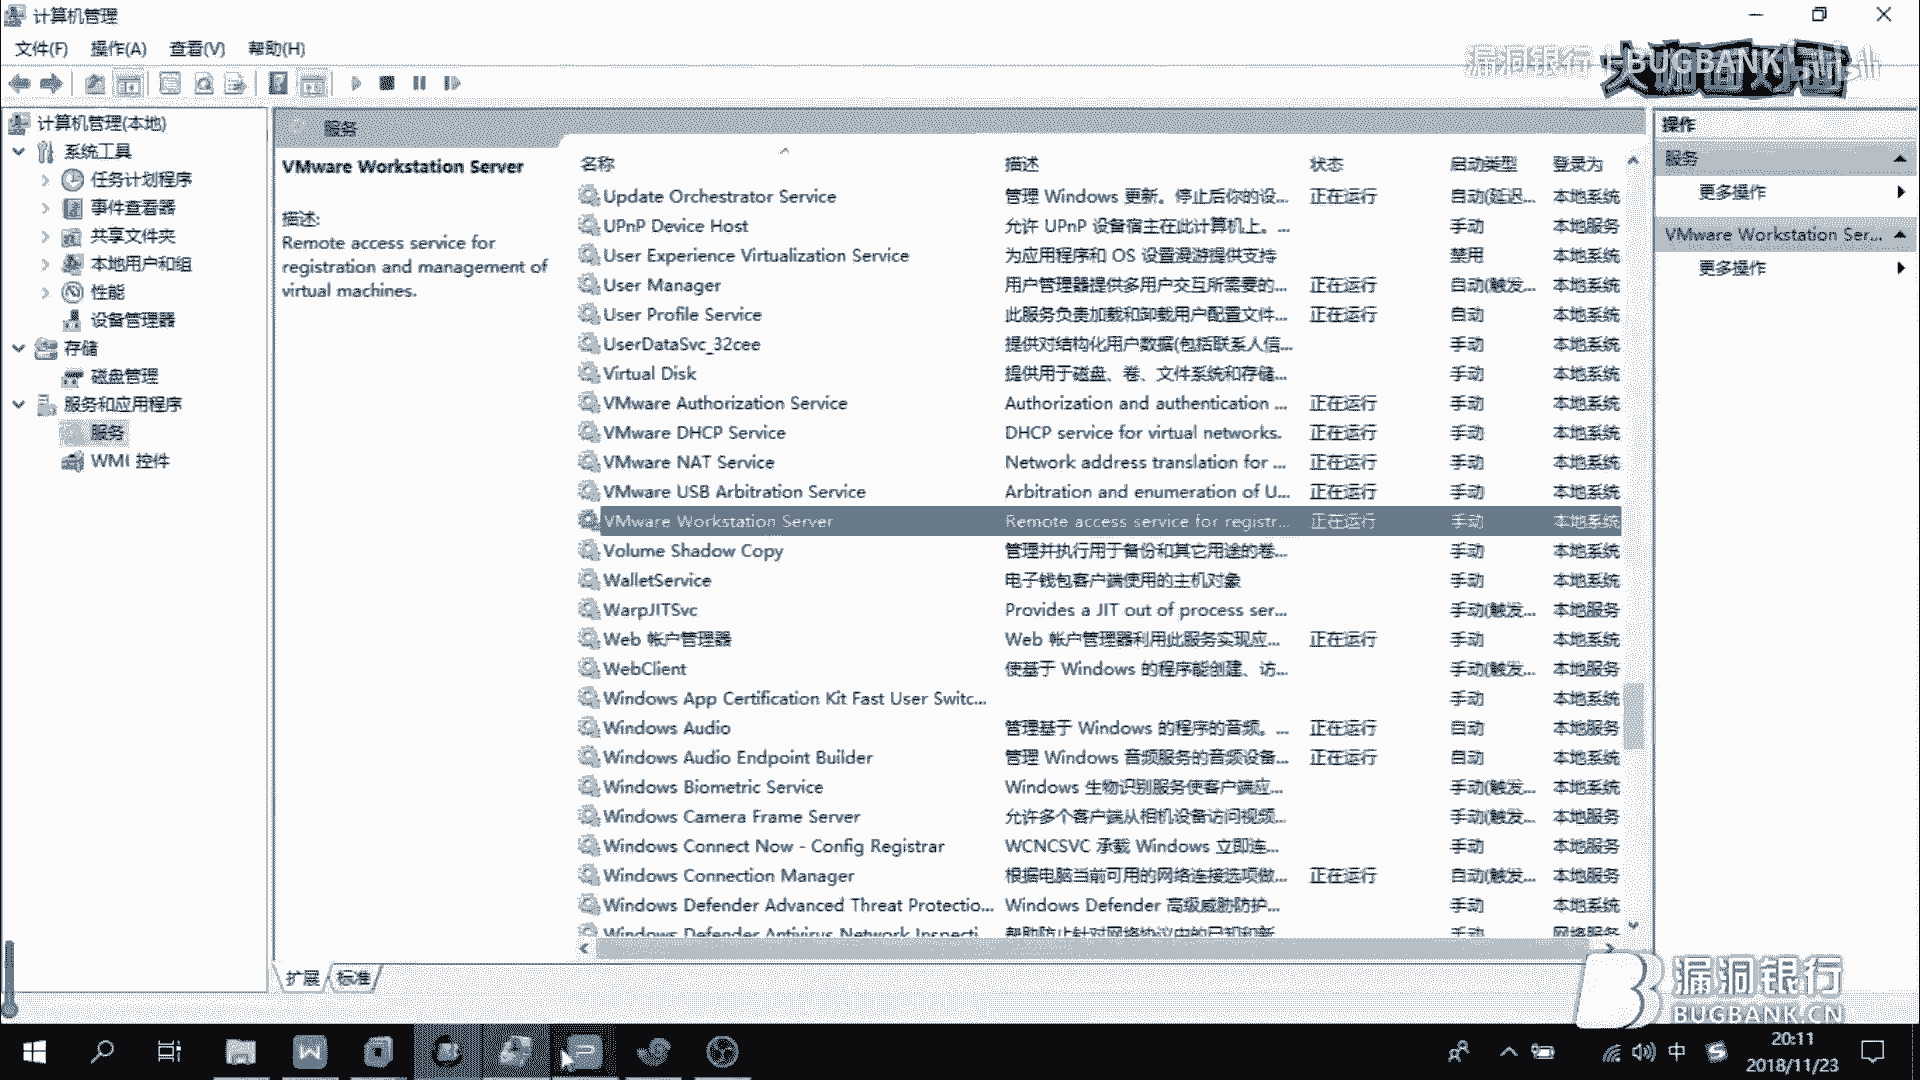 计算机管理
文件(F) 操作(A) 查看(V) 帮助(H)
漏洞银行 BUGBANK
大咖面对面
计算机管理(本地)
系统工具
任务计划程序
事件查看器
共享文件夹
本地用户和组
性能
设备管理器
存储
磁盘管理
服务和应用程序
服务
WMI 控件
服务
VMware Workstation Server
描述:
Remote access service for
registration and management of
virtual machines.
名称 描述 状态 启动类型 登录为
Update Orchestrator Service 管理 Windows 更新。停止后你的设... 正在运行 自动(延迟... 本地系统
UPnP Device Host 允许 UPnP 设备宿主在此计算机上。... 手动 本地服务
User Experience Virtualization Service 为应用程序和 OS 设置漫游提供支持 禁用 本地系统
User Manager 用户管理器提供多用户交互所需要的... 正在运行 自动(触发... 本地系统
User Profile Service 此服务负责加载和卸载用户配置文件... 正在运行 自动 本地系统
UserDataSvc_32cee 提供对结构化用户数据(包括联系人信... 手动 本地系统
Virtual Disk 提供用于磁盘、卷、文件系统和存储... 手动 本地系统
VMware Authorization Service Authorization and authentication ... 正在运行 手动 本地系统
VMware DHCP Service DHCP service for virtual networks. 正在运行 手动 本地系统
VMware NAT Service Network address translation for ... 正在运行 手动 本地系统
VMware USB Arbitration Service Arbitration and enumeration of U... 正在运行 手动 本地系统
VMware Workstation Server Remote access service for registr... 正在运行 手动 本地系统
Volume Shadow Copy 管理并执行用于备份和其它用途的卷... 手动 本地系统
WalletService 电子钱包客户端使用的主机对象 手动 本地系统
WarpJITSvc Provides a JIT out of process ser... 手动(触发... 本地服务
Web 帐户管理器 Web 帐户管理器利用此服务实现应... 正在运行 手动 本地系统
WebClient 使基于 Windows 的程序能创建、访... 手动(触发... 本地服务
Windows App Certification Kit Fast User Switc... 手动 本地系统
Windows Audio 管理基于 Windows 的程序的音频。... 正在运行 自动 本地服务
Windows Audio Endpoint Builder 管理 Windows 音频服务的音频设备... 正在运行 自动 本地系统
Windows Biometric Service Windows 生物识别服务使客户端应... 手动(触发... 本地系统
Windows Camera Frame Server 允许多个客户端从相机设备访问视频... 手动(触发... 本地服务
Windows Connect Now - Config Registrar WCNCSVC 承载 Windows 立即连... 手动 本地服务
Windows Connection Manager 根据电脑当前可用的网络连接选项做... 正在运行 自动(触发... 本地服务
Windows Defender Advanced Threat Protectio... Windows Defender 高级威胁防护... 手动 本地系统
Windows Defender Antivirus Network Inspecti... 帮助防止针对网络协议中的已知和新... 手动 网络服务
扩展 标准
操作
服务
更多操作
VMware Workstation Ser...
更多操作
漏洞银行
BUGBANK.CN
中
20:11
2018/11/23